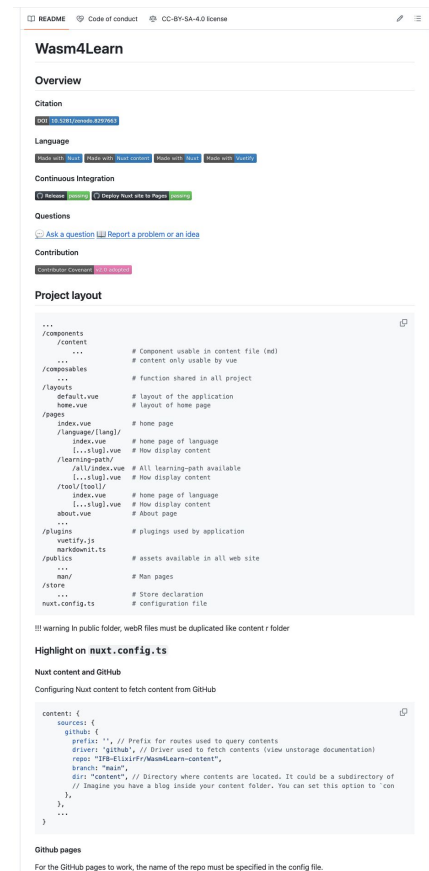 README Code of conduct CC-BY-SA-4.0 license
Wasm4Learn
Overview
Citation
DOI 10.5281/zenodo.8297663
Language
Made with Nuxt Made with Nuxt content Made with Nuxt Made with Vuetify
Continuous Integration
Release passing Deploy Nuxt site to Pages passing
Questions
💬 Ask a question 📖 Report a problem or an idea
Contribution
Contributor Covenant v2.0 adopted
Project layout
...
/components
    /content
        ...             # Component usable in content file (md)
    ...                 # content only usable by vue
/composables
    ...                 # function shared in all project
/layouts
    default.vue         # layout of the application
    home.vue            # layout of home page
/pages
    index.vue           # home page
    /language/[lang]/
        index.vue       # home page of language
        [...slug].vue   # How display content
    /learning-path/
        /all/index.vue  # All learning-path available
        [...slug].vue   # How display content
    /tool/[tool]/
        index.vue       # home page of language
        [...slug].vue   # How display content
    about.vue           # About page
    ...
/plugins                # plugings used by application
    vuetify.js
    markdownit.ts
/publics                # assets available in all web site
    ...
    man/                # Man pages
/store
    ...                 # Store declaration
nuxt.config.ts          # configuration file
!!! warning In public folder, webR files must be duplicated like content r folder
Highlight on nuxt.config.ts
Nuxt content and GitHub
Configuring Nuxt content to fetch content from GitHub
content: {
    sources: {
      github: {
        prefix: '', // Prefix for routes used to query contents
        driver: 'github', // Driver used to fetch contents (view unstorage documentation)
        repo: "IFB-ElixirFr/Wasm4Learn-content",
        branch: "main",
        dir: "content", // Directory where contents are located. It could be a subdirectory of
        // Imagine you have a blog inside your content folder. You can set this option to `con
      },
    },
    ...
}
Github pages
For the GitHub pages to work, the name of the repo must be specified in the config file.